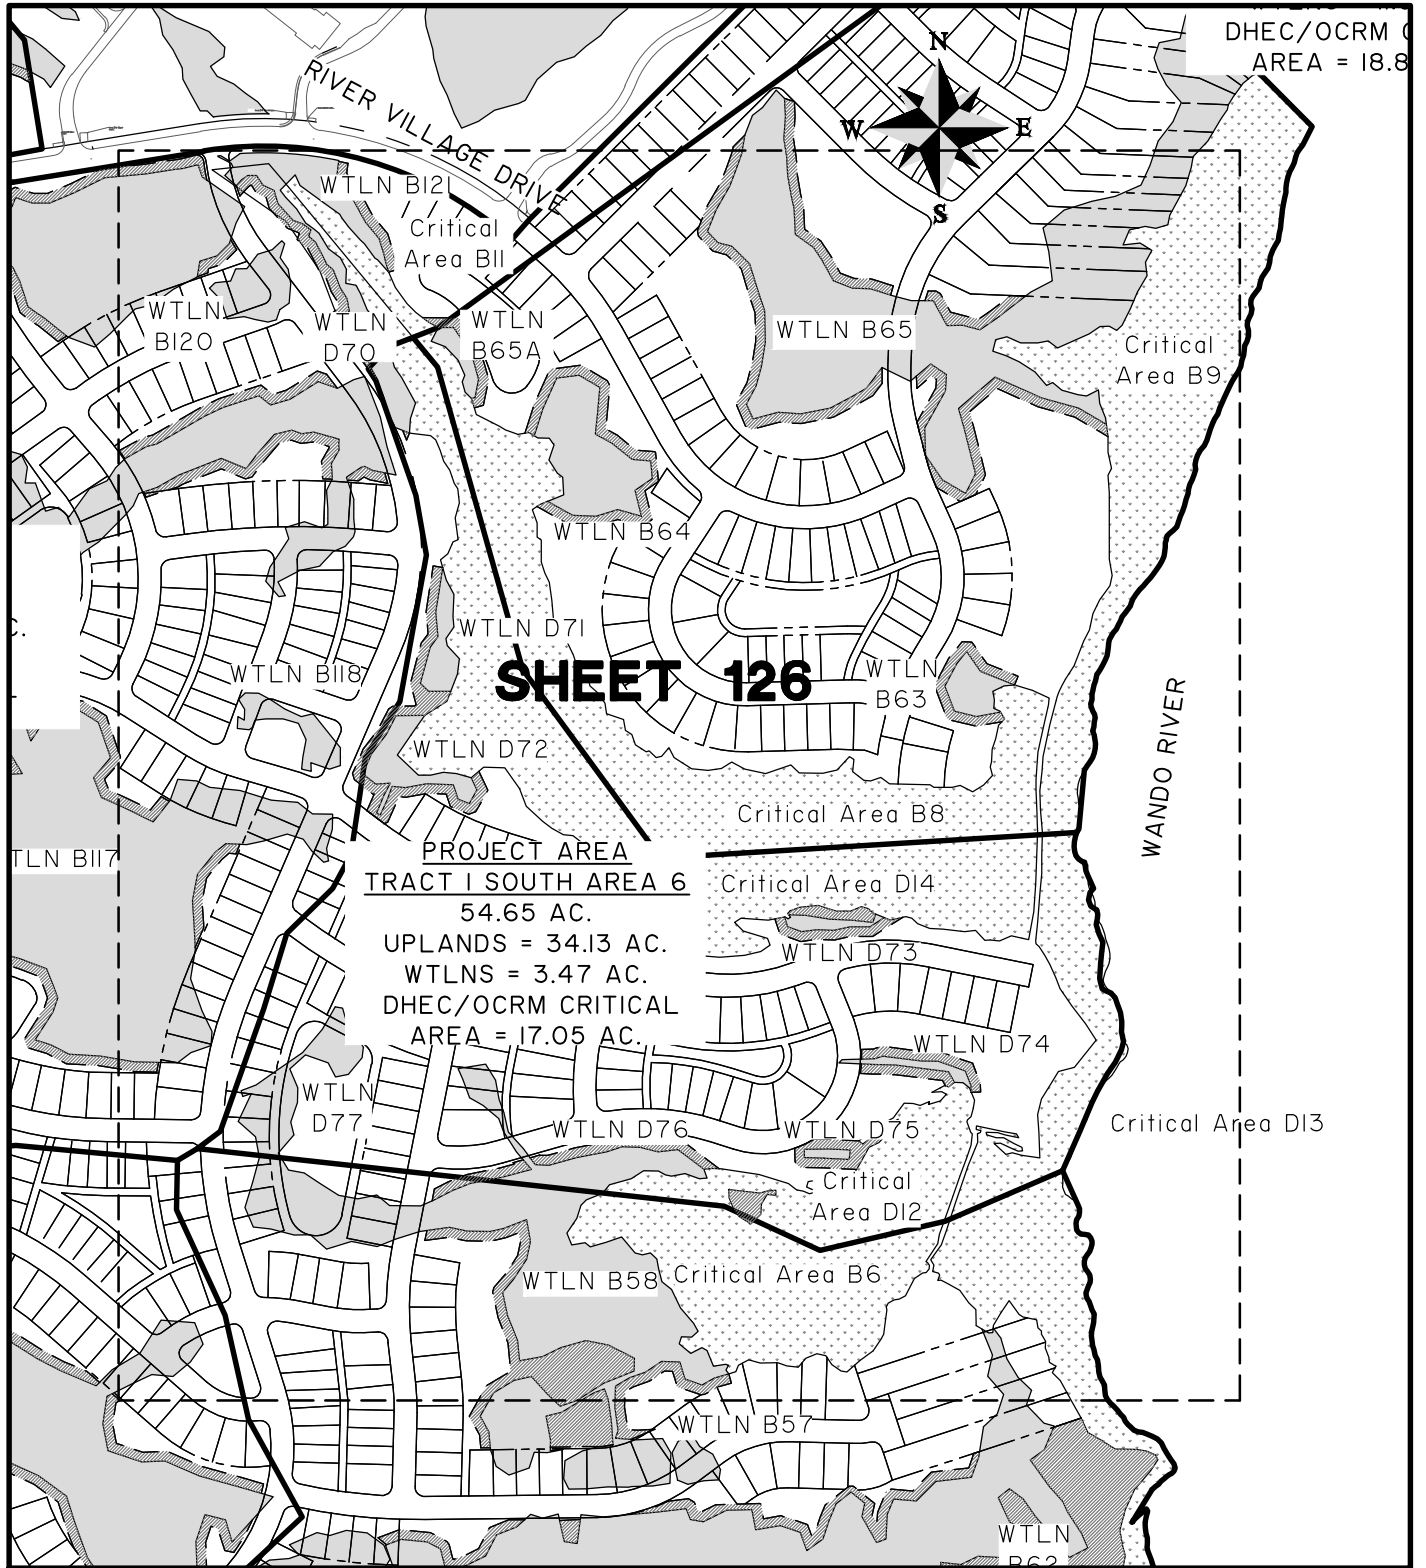 DHEC/OCRM
AREA = 18.8
N
W
E
S
RIVER VILLAGE DRIVE
WTLN B121
Critical
Area B11
WTLN
B120
WTLN
D70
WTLN
B65A
WTLN B65
Critical
Area B9
WTLN B64
C.
WTLN D71
WTLN B118
SHEET 126
WTLN
B63
WANDO RIVER
WTLN D72
Critical Area B8
TLN B117
PROJECT AREA
TRACT 1 SOUTH AREA 6
54.65 AC.
UPLANDS = 34.13 AC.
WTLNS = 3.47 AC.
DHEC/OCRM CRITICAL
AREA = 17.05 AC.
Critical Area D14
WTLN D73
WTLN D74
WTLN
D77
WTLN D76
WTLN D75
Critical Area D13
Critical
Area D12
WTLN B58
Critical Area B6
WTLN B57
WTLN
B62